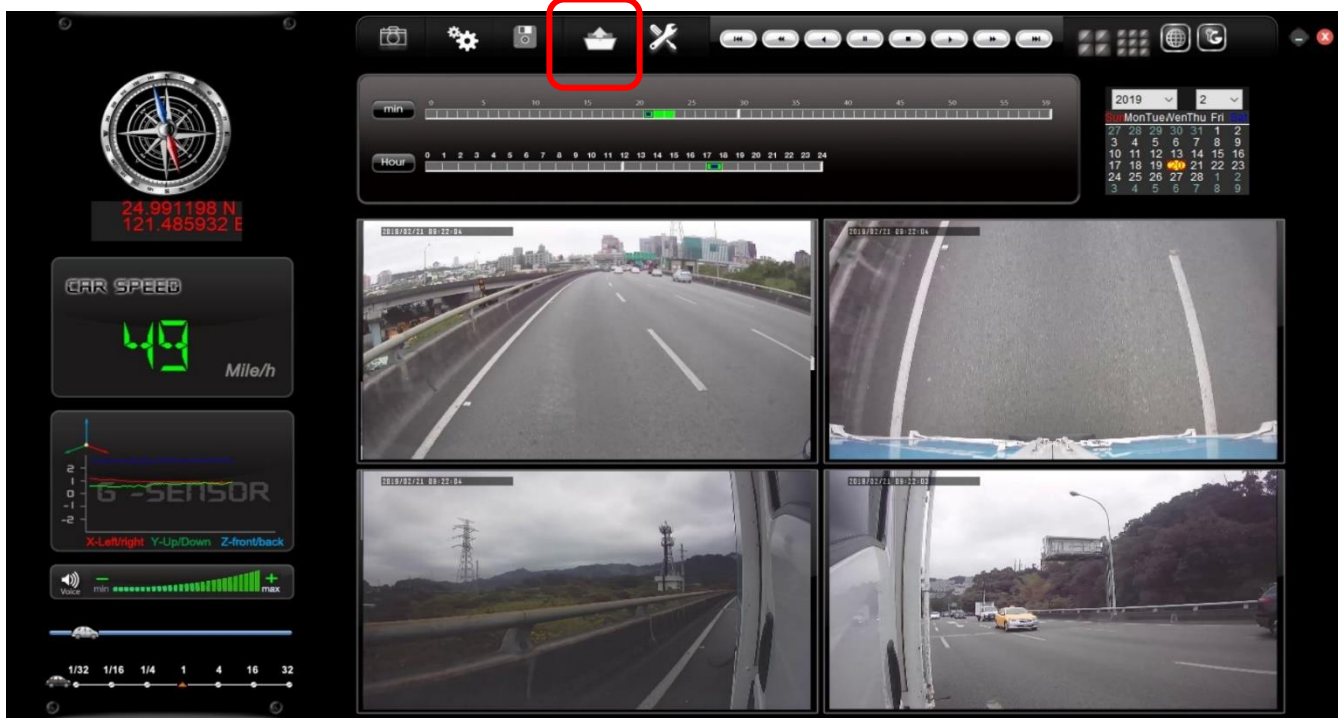 min
0 5 10 15 20 25 30 35 40 45 50 55 59
Hour
0 1 2 3 4 5 6 7 8 9 10 11 12 13 14 15 16 17 18 19 20 21 22 23 24
2019 2
Sun Mon Tue Wen Thu Fri Sat
27 28 29 30 31 1 2
3 4 5 6 7 8 9
10 11 12 13 14 15 16
17 18 19 20 21 22 23
24 25 26 27 28 1 2
3 4 5 6 7 8 9
24.991198 N
121.485932 E
CAR SPEED
49
Mile/h
2
1
0
-1
-2
G-SENSOR
X-Left/right Y-Up/Down Z-front/back
Voice min max
1/32 1/16 1/4 1 4 16 32